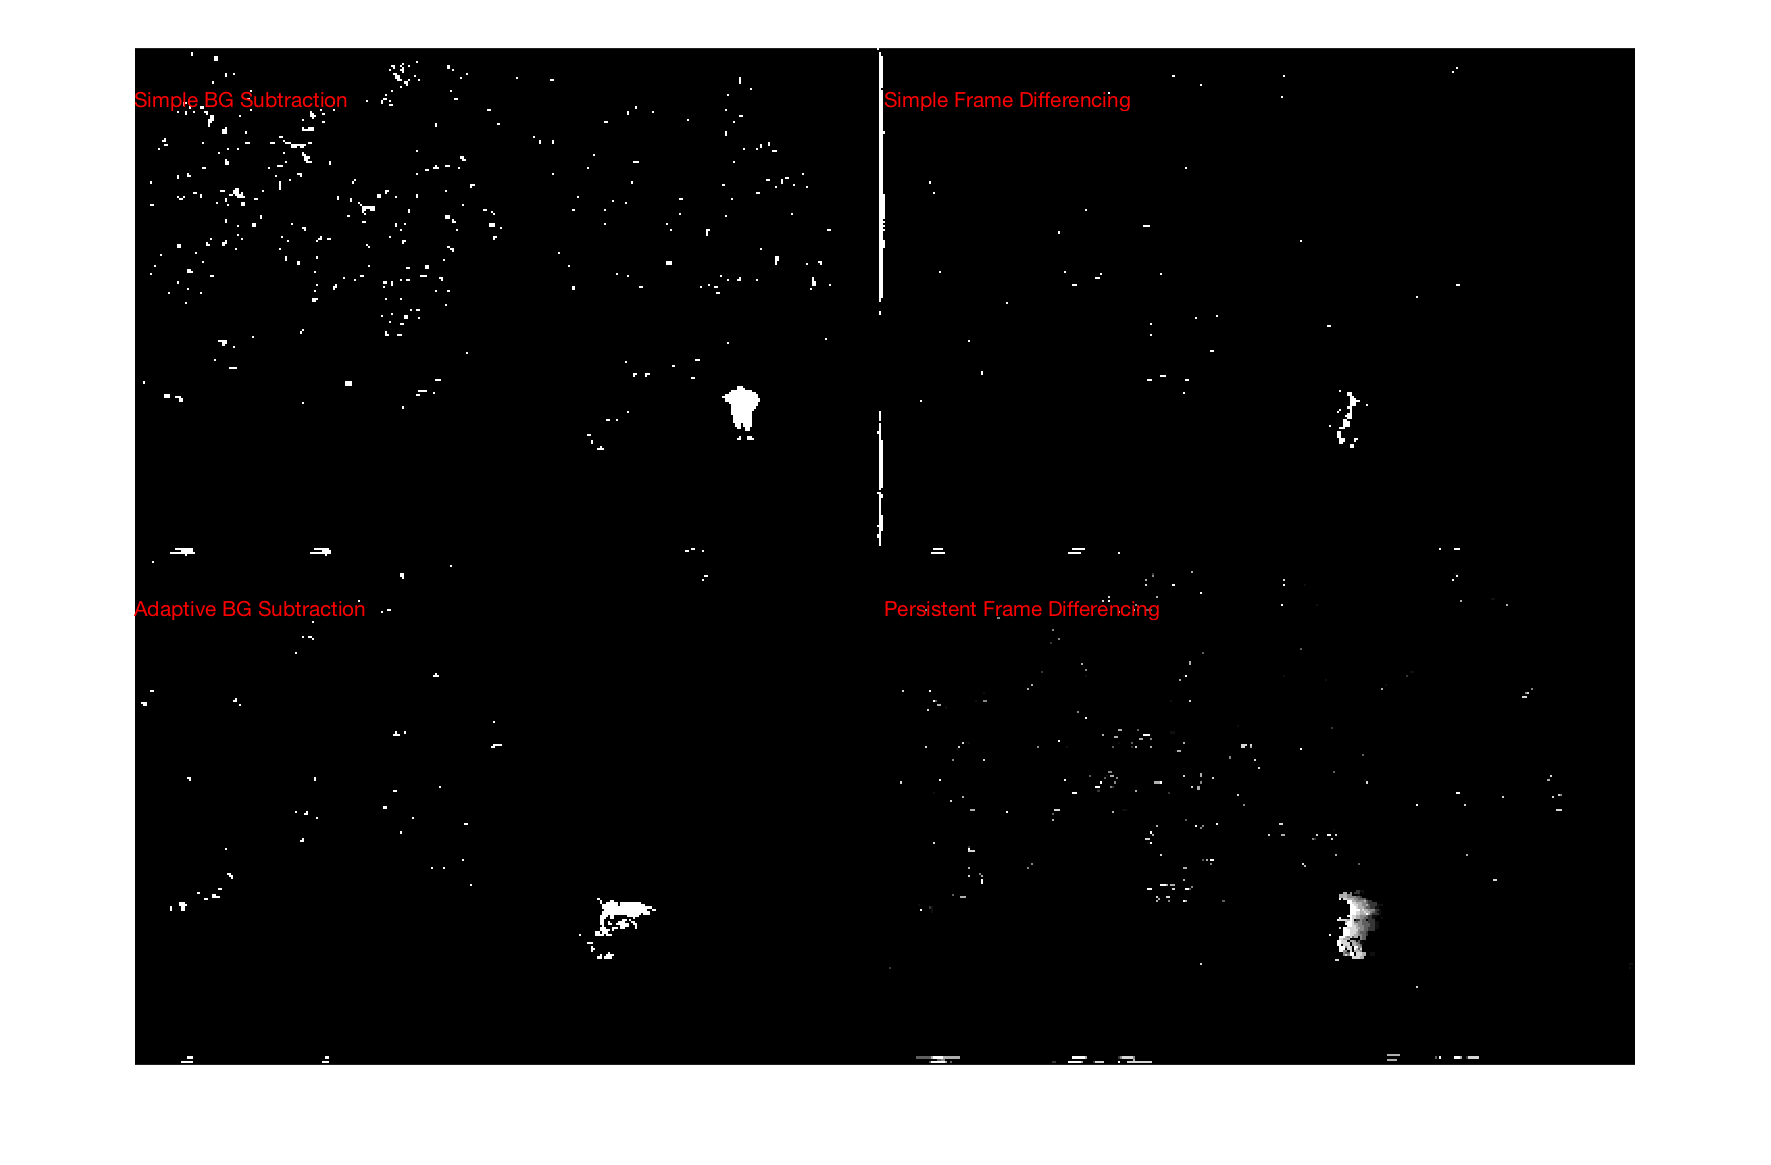 Simple BG Subtraction
Simple Frame Differencing
Adaptive BG Subtraction
Persistent Frame Differencing